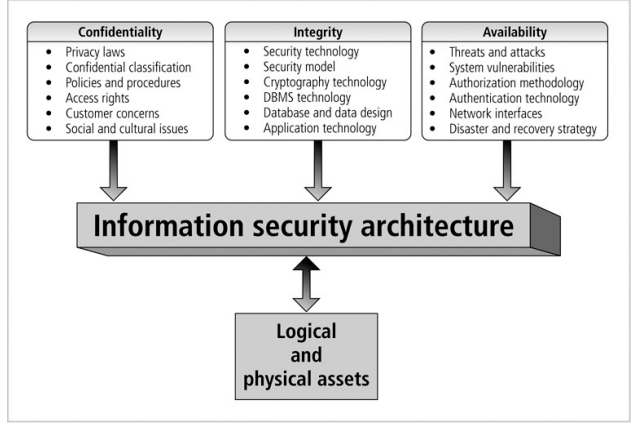 Confidentiality
• Privacy laws
• Confidential classification
• Policies and procedures
• Access rights
• Customer concerns
• Social and cultural issues
Integrity
• Security technology
• Security model
• Cryptography technology
• DBMS technology
• Database and data design
• Application technology
Availability
• Threats and attacks
• System vulnerabilities
• Authorization methodology
• Authentication technology
• Network interfaces
• Disaster and recovery strategy
Information security architecture
Logical
and
physical assets